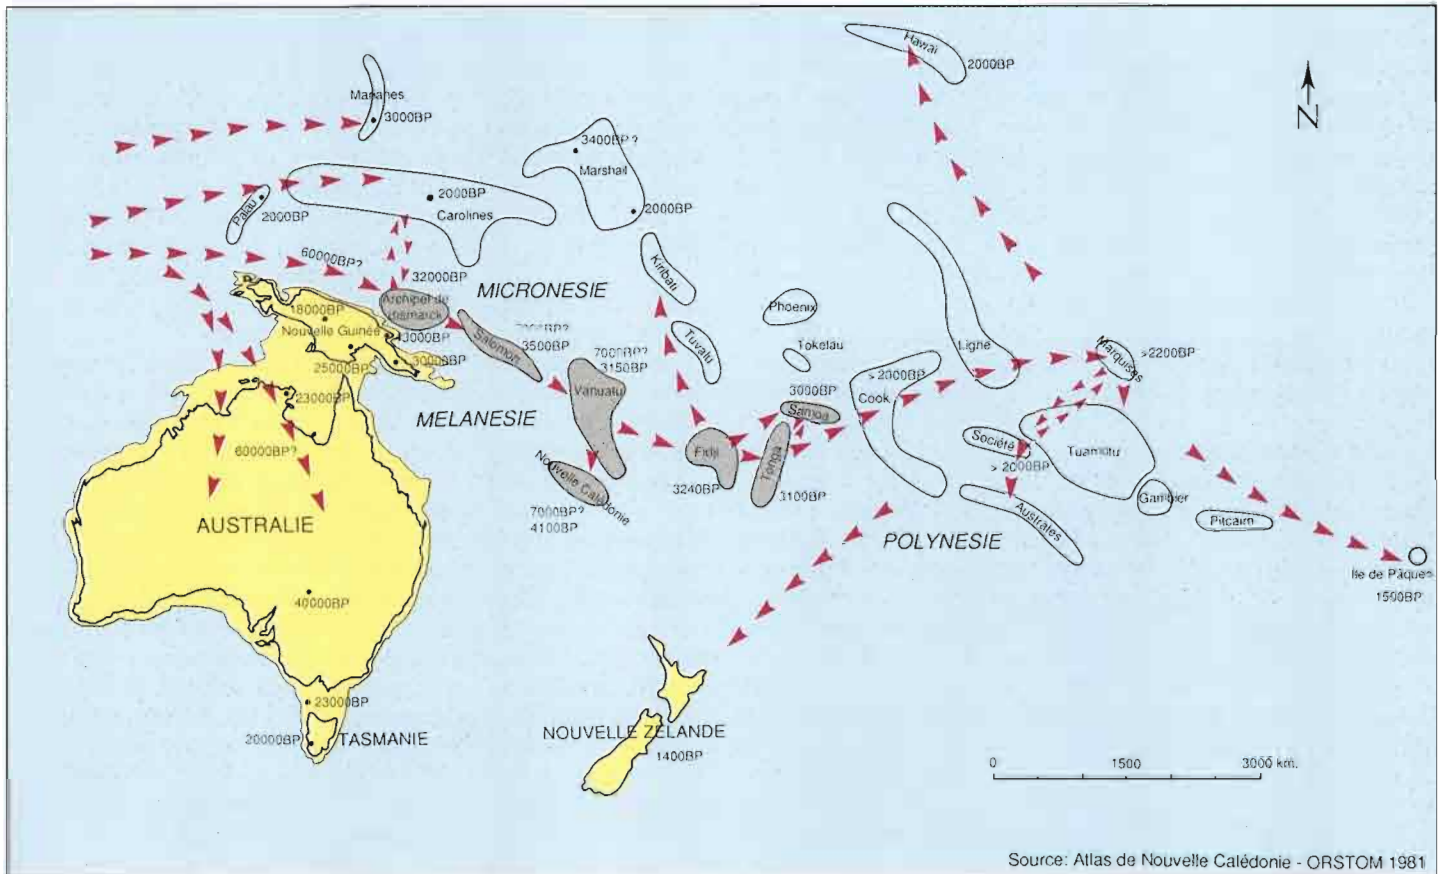 Hawaï
2000BP
N
Marianes
3000BP
3400BP?
Marshall
2000BP
2000BP
Carolines
Palau
2000BP
60000BP?
32000BP
MICRONESIE
Kiribati
Archipel de
Bismarck
Phoenix
18000BP
Nouvelle Guinée
Salomon
3500BP
Tuvalu
Tokelau
Ligne
Marquises
>2200BP
7000BP?
3150BP
30000BP
25000BP
23000BP
Vanuatu
3000BP
Samoa
>2000BP
Cook
MELANESIE
Société
Tuamotu
60000BP?
Fidji
Tonga
>2000BP
3240BP
3100BP
Nouvelle Calédonie
Gambier
7000BP?
4100BP
Pitcairn
Australes
AUSTRALIE
POLYNESIE
Ile de Pâques
1500BP
40000BP
23000BP
20000BP
TASMANIE
NOUVELLE ZELANDE
1400BP
0 1500 3000 km.
Source: Atlas de Nouvelle Calédonie - ORSTOM 1981